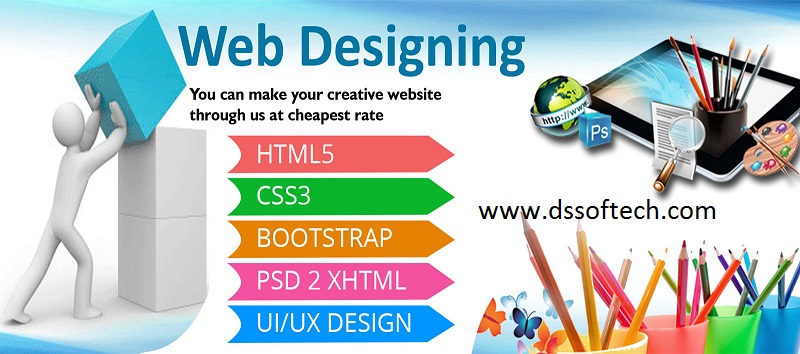 Web Designing
You can make your creative website
through us at cheapest rate
HTML5
CSS3
BOOTSTRAP
PSD 2 XHTML
UI/UX DESIGN
http://www.
Ps
www.dssoftech.com